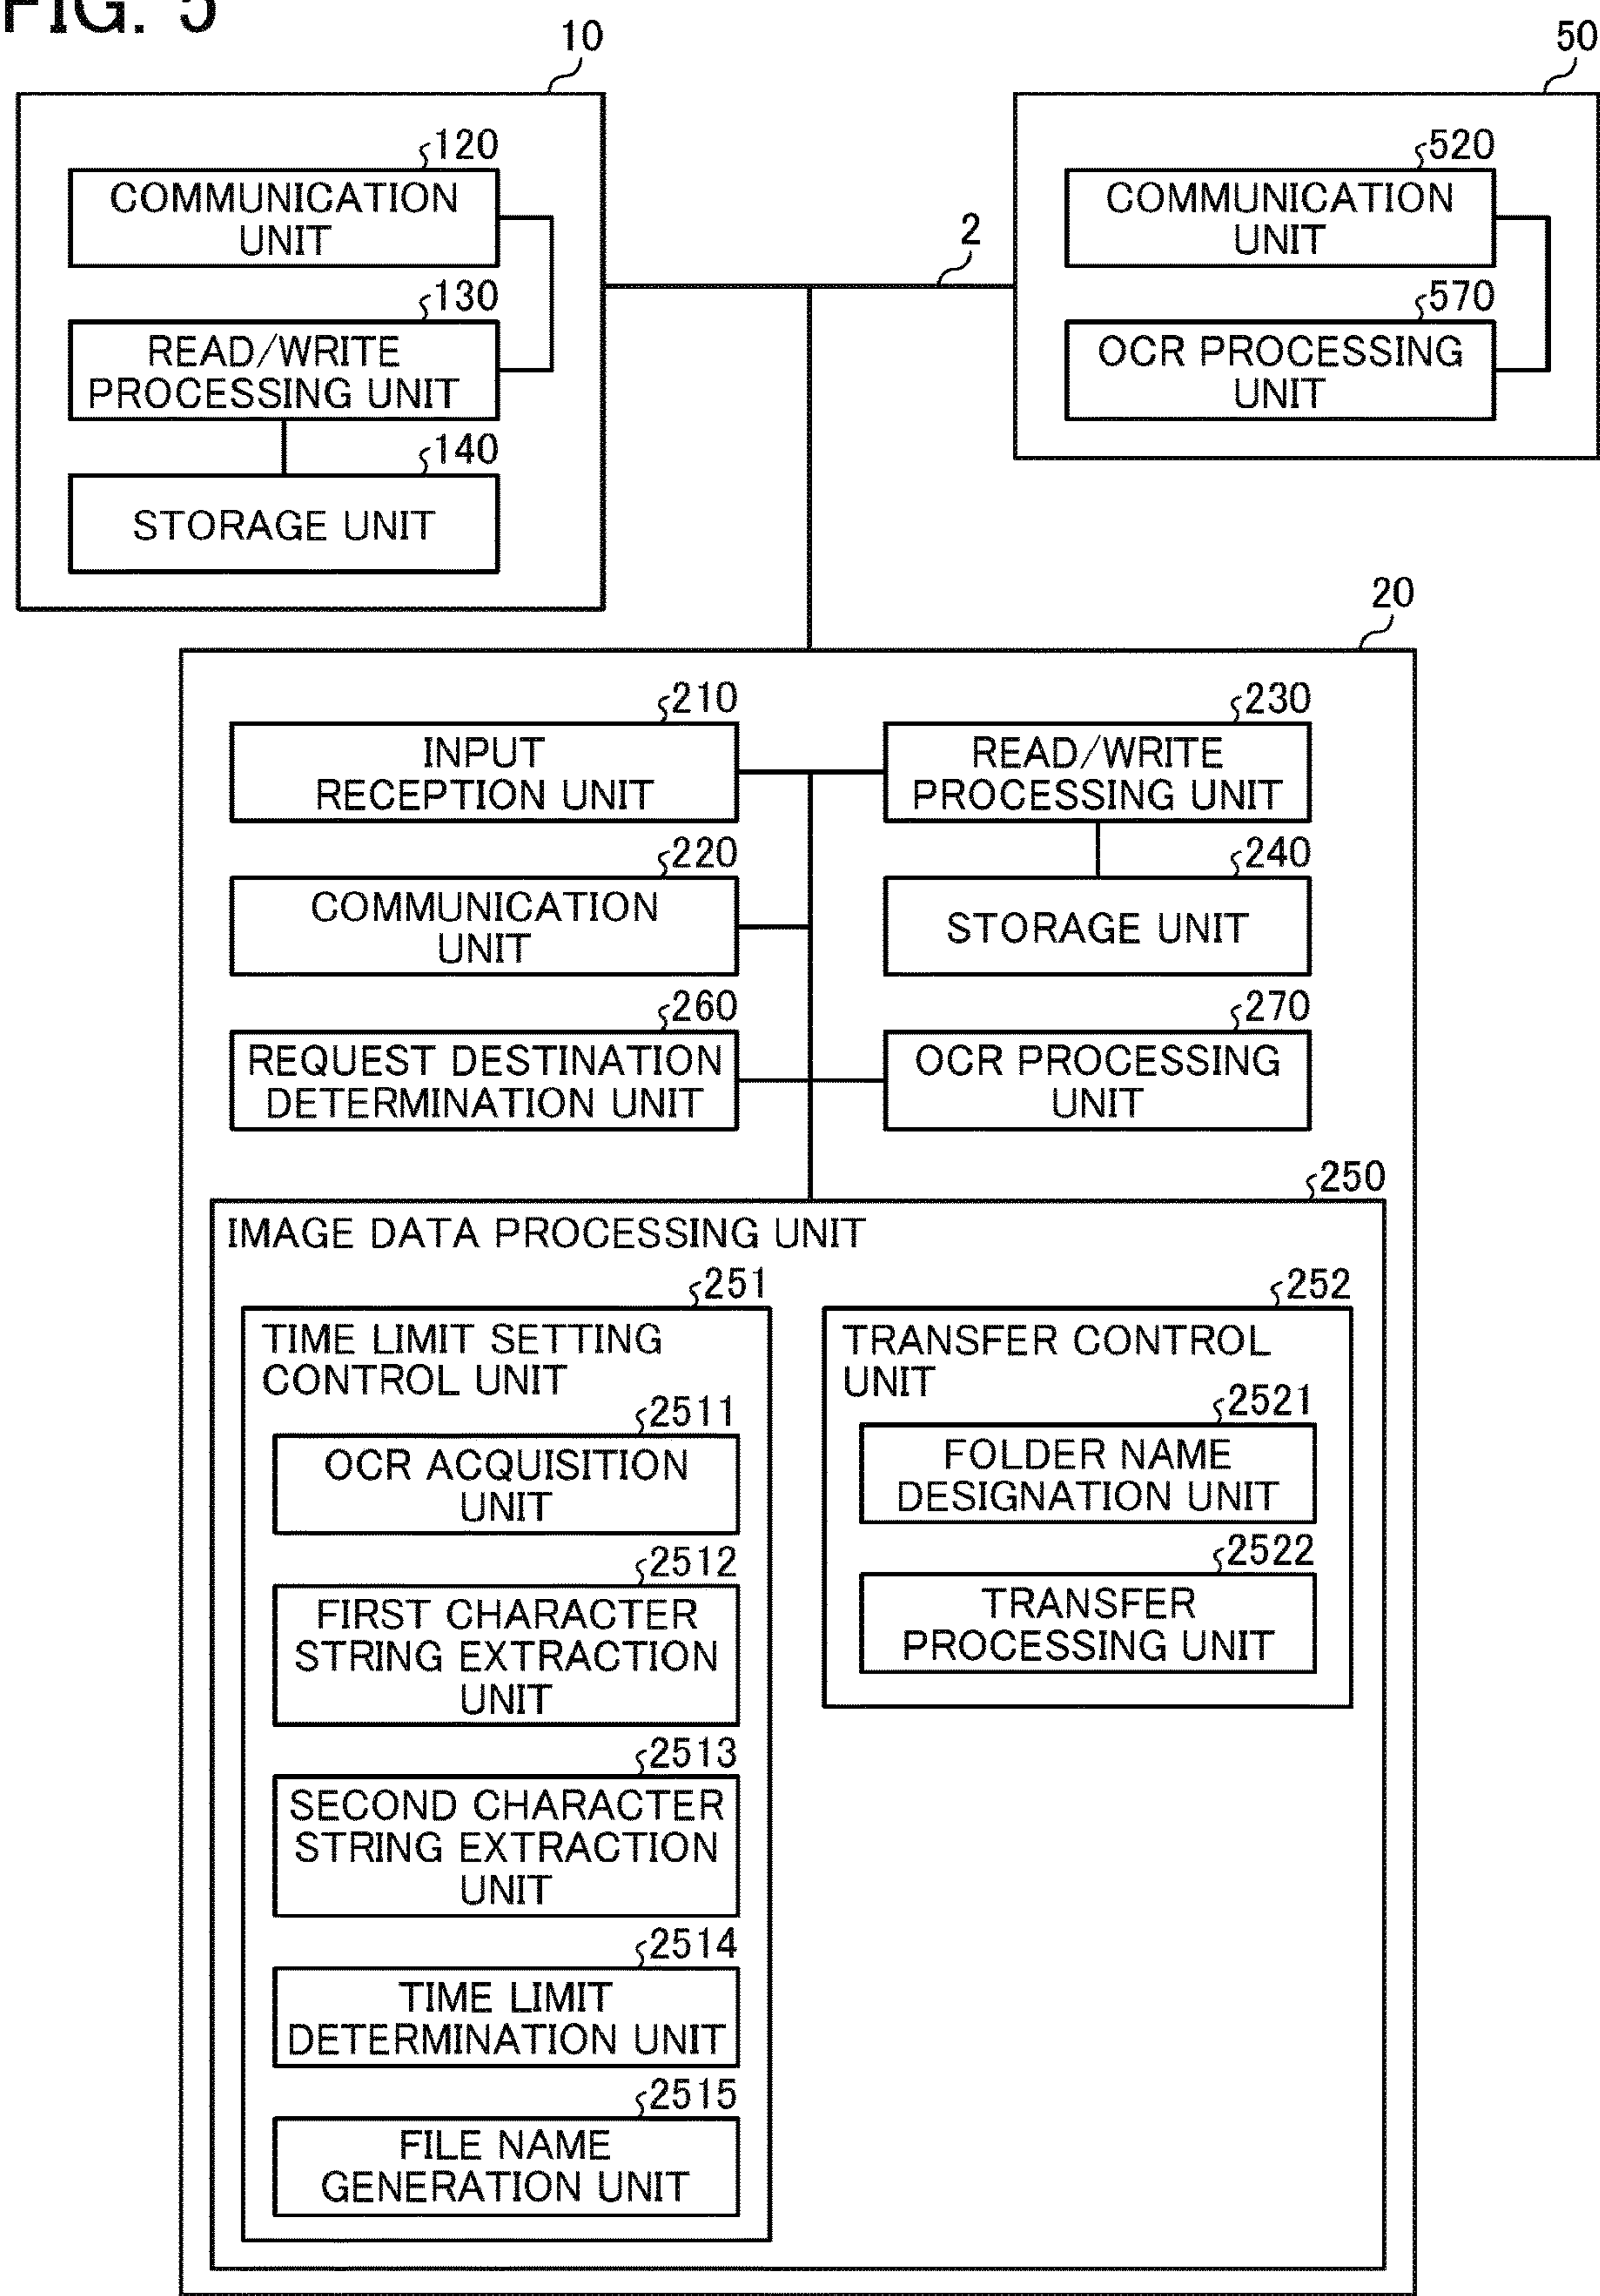 FIG. 5
10
50
120
COMMUNICATION
UNIT
130
READ/WRITE
PROCESSING UNIT
140
STORAGE UNIT
2
520
COMMUNICATION
UNIT
570
OCR PROCESSING
UNIT
20
210
INPUT
RECEPTION UNIT
230
READ/WRITE
PROCESSING UNIT
220
COMMUNICATION
UNIT
240
STORAGE UNIT
260
REQUEST DESTINATION
DETERMINATION UNIT
270
OCR PROCESSING
UNIT
250
IMAGE DATA PROCESSING UNIT
251
TIME LIMIT SETTING
CONTROL UNIT
2511
OCR ACQUISITION
UNIT
2512
FIRST CHARACTER
STRING EXTRACTION
UNIT
2513
SECOND CHARACTER
STRING EXTRACTION
UNIT
2514
TIME LIMIT
DETERMINATION UNIT
2515
FILE NAME
GENERATION UNIT
252
TRANSFER CONTROL
UNIT
2521
FOLDER NAME
DESIGNATION UNIT
2522
TRANSFER
PROCESSING UNIT